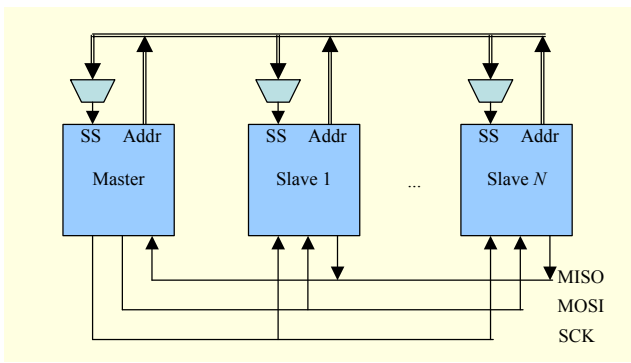 SS Addr SS Addr SS Addr
Master Slave 1 ... Slave N
MISO
MOSI
SCK